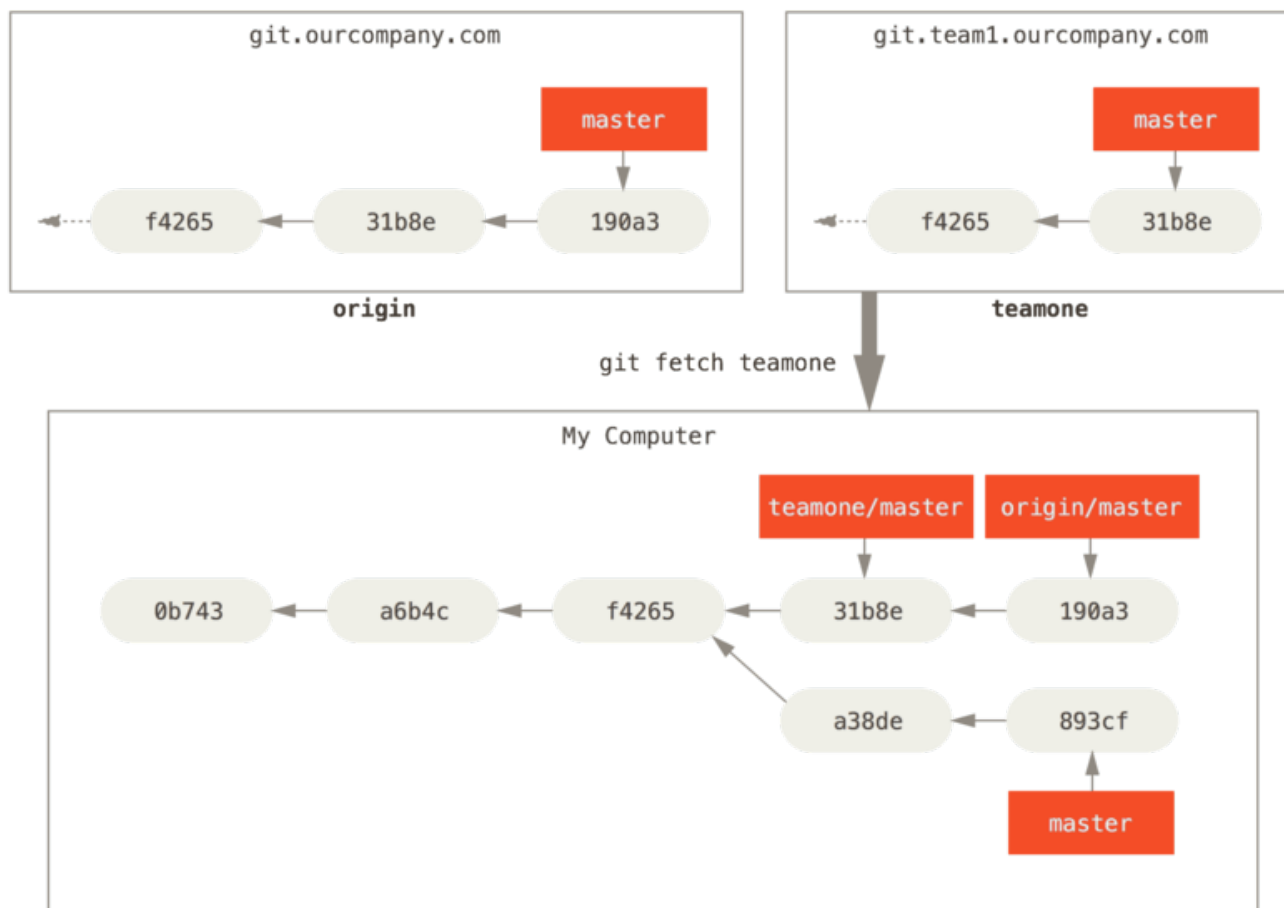 git.ourcompany.com
master
f4265 31b8e 190a3
origin
git.team1.ourcompany.com
master
f4265 31b8e
teamone
git fetch teamone
My Computer
teamone/master origin/master
0b743 a6b4c f4265 31b8e 190a3
a38de 893cf
master